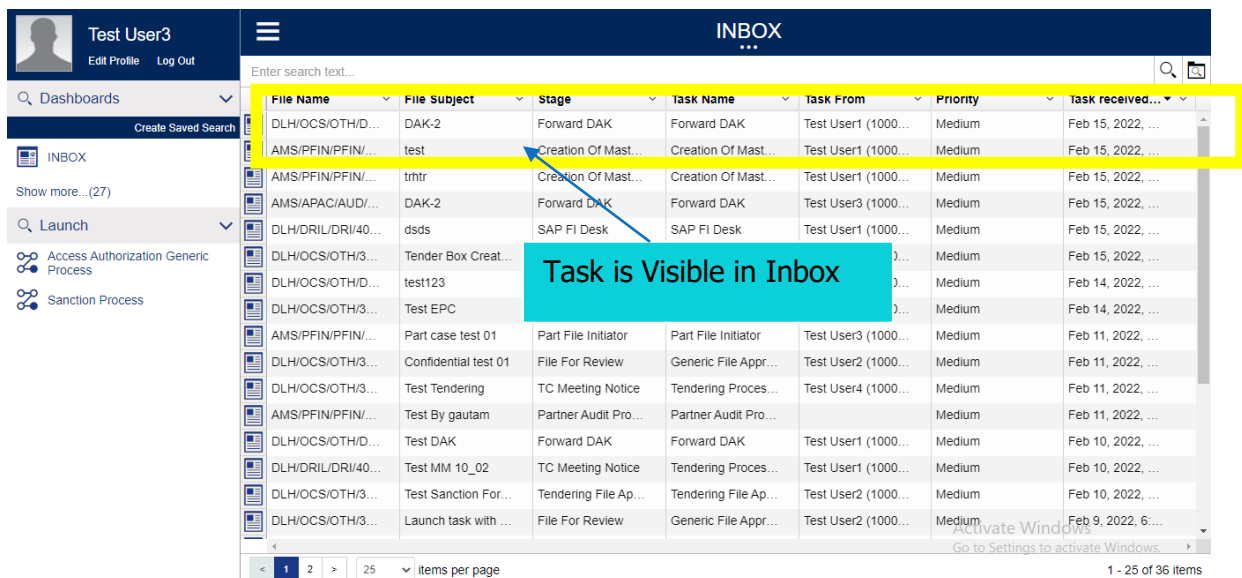 Test User3
Edit Profile Log Out
INBOX
Enter search text...
Dashboards
Create Saved Search
INBOX
Show more...(27)
Launch
Access Authorization Generic
Process
Sanction Process
File Name File Subject Stage Task Name Task From Priority Task received...
DLH/OCS/OTH/D... DAK-2 Forward DAK Forward DAK Test User1 (1000... Medium Feb 15, 2022, ...
AMS/PFIN/PFIN/... test Creation Of Mast... Creation Of Mast... Test User1 (1000... Medium Feb 15, 2022, ...
AMS/PFIN/PFIN/... trhtr Creation Of Mast... Creation Of Mast... Test User1 (1000... Medium Feb 15, 2022, ...
AMS/APAC/AUD/... DAK-2 Forward DAK Forward DAK Test User3 (1000... Medium Feb 15, 2022, ...
DLH/DRIL/DRI/40... dsds SAP FI Desk SAP FI Desk Test User1 (1000... Medium Feb 15, 2022, ...
DLH/OCS/OTH/3... Tender Box Creat... Medium Feb 15, 2022, ...
Task is Visible in Inbox
DLH/OCS/OTH/D... test123 Medium Feb 14, 2022, ...
DLH/OCS/OTH/3... Test EPC Medium Feb 14, 2022, ...
AMS/PFIN/PFIN/... Part case test 01 Part File Initiator Part File Initiator Test User3 (1000... Medium Feb 11, 2022, ...
DLH/OCS/OTH/3... Confidential test 01 File For Review Generic File Appr... Test User2 (1000... Medium Feb 11, 2022, ...
DLH/OCS/OTH/3... Test Tendering TC Meeting Notice Tendering Proces... Test User4 (1000... Medium Feb 11, 2022, ...
AMS/PFIN/PFIN/... Test By gautam Partner Audit Pro... Partner Audit Pro... Medium Feb 11, 2022, ...
DLH/OCS/OTH/D... Test DAK Forward DAK Forward DAK Test User1 (1000... Medium Feb 10, 2022, ...
DLH/DRIL/DRI/40... Test MM 10_02 TC Meeting Notice Tendering Proces... Test User1 (1000... Medium Feb 10, 2022, ...
DLH/OCS/OTH/3... Test Sanction For... Tendering File Ap... Tendering File Ap... Test User2 (1000... Medium Feb 10, 2022, ...
DLH/OCS/OTH/3... Launch task with ... File For Review Generic File Appr... Test User2 (1000... Medium Feb 9, 2022, 6:...
Activate Windows
Go to Settings to activate Windows.
< 1 2 > 25 items per page 1 - 25 of 36 items